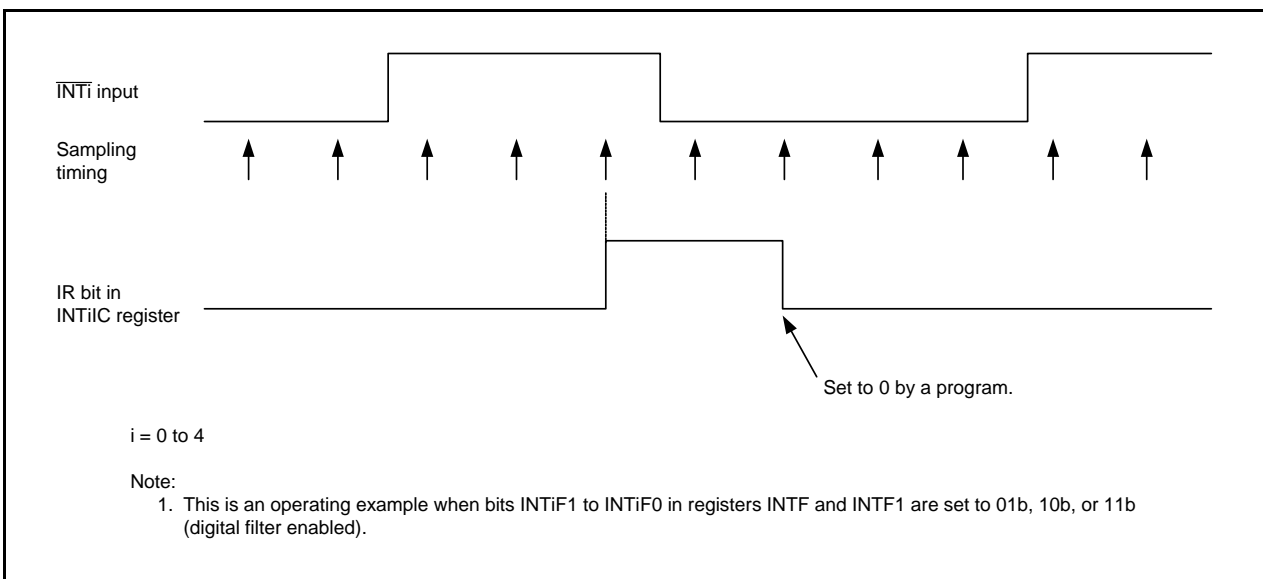 INTi input
Sampling
timing
IR bit in
INTiIC register
Set to 0 by a program.
i = 0 to 4
Note:
1. This is an operating example when bits INTiF1 to INTiF0 in registers INTF and INTF1 are set to 01b, 10b, or 11b
(digital filter enabled).